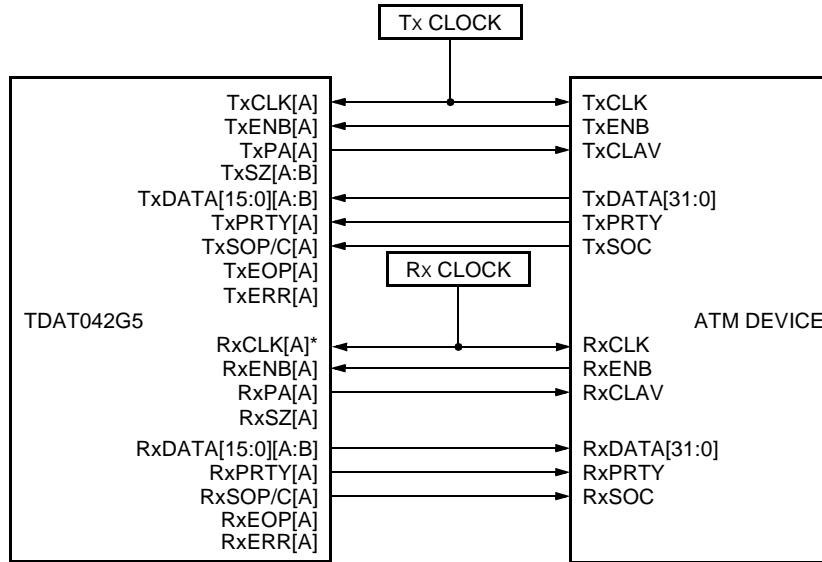 Tx CLOCK
TxCLK[A] TxCLK
TxENB[A] TxENB
TxPA[A] TxCLAV
TxSZ[A:B]
TxDATA[15:0][A:B] TxDATA[31:0]
TxPRTY[A] TxPRTY
TxSOP/C[A] TxSOC
TxEOP[A] Rx CLOCK
TxERR[A]
TDAT042G5 ATM DEVICE
RxCLK[A]* RxCLK
RxENB[A] RxENB
RxPA[A] RxCLAV
RxSZ[A]
RxDATA[15:0][A:B] RxDATA[31:0]
RxPRTY[A] RxPRTY
RxSOP/C[A] RxSOC
RxEOP[A]
RxERR[A]